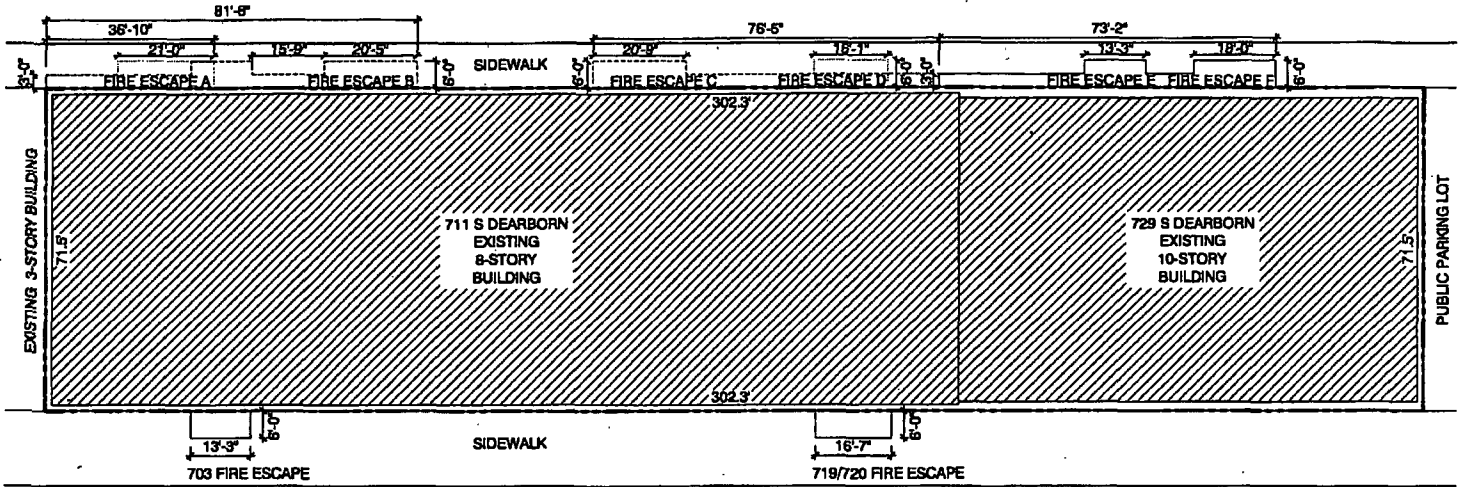 81'-8"
36'-10"
76'-5"
73'-2"
21'-0"
15'-9"
20'-5"
SIDEWALK
20'-9"
16'-1"
13'-3"
18'-0"
3'-0"
FIRE ESCAPE A
FIRE ESCAPE B
6'-0"
6'-0"
FIRE ESCAPE C
FIRE ESCAPE D
6'-0"
3'-0"
FIRE ESCAPE E
FIRE ESCAPE F
6'-0"
302.3'
EXISTING 3-STORY BUILDING
71.5'
711 S DEARBORN
EXISTING
8-STORY
BUILDING
729 S DEARBORN
EXISTING
10-STORY
BUILDING
71.5'
PUBLIC PARKING LOT
302.3'
13'-3"
6'-0"
SIDEWALK
16'-7"
6'-0"
703 FIRE ESCAPE
719/720 FIRE ESCAPE